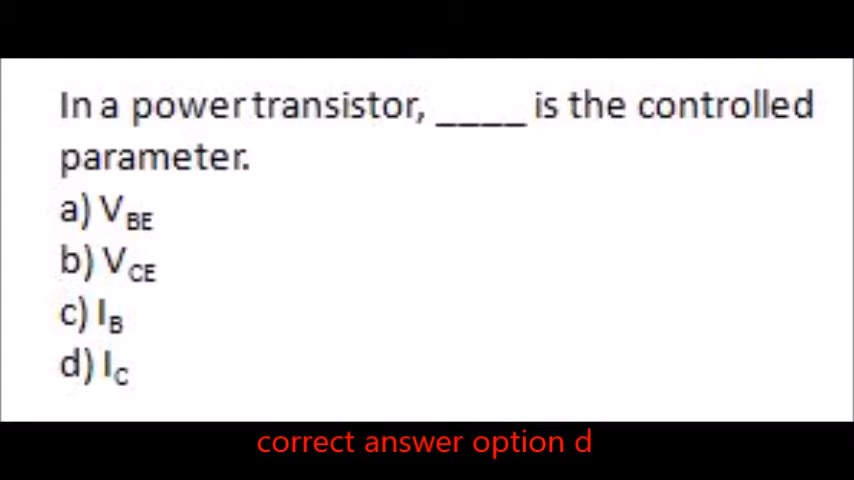 In a power transistor, ____ is the controlled
parameter.
a) VBE
b) VCE
c) IB
d) IC
correct answer option d